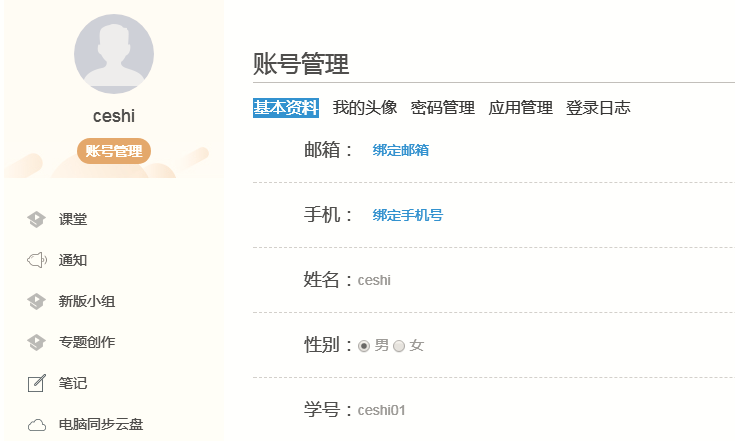 ceshi
账号管理
课堂
通知
新版小组
专题创作
笔记
电脑同步云盘
账号管理
基本资料 我的头像 密码管理 应用管理 登录日志
邮箱： 绑定邮箱
手机： 绑定手机号
姓名：ceshi
性别： 男 女
学号：ceshi01